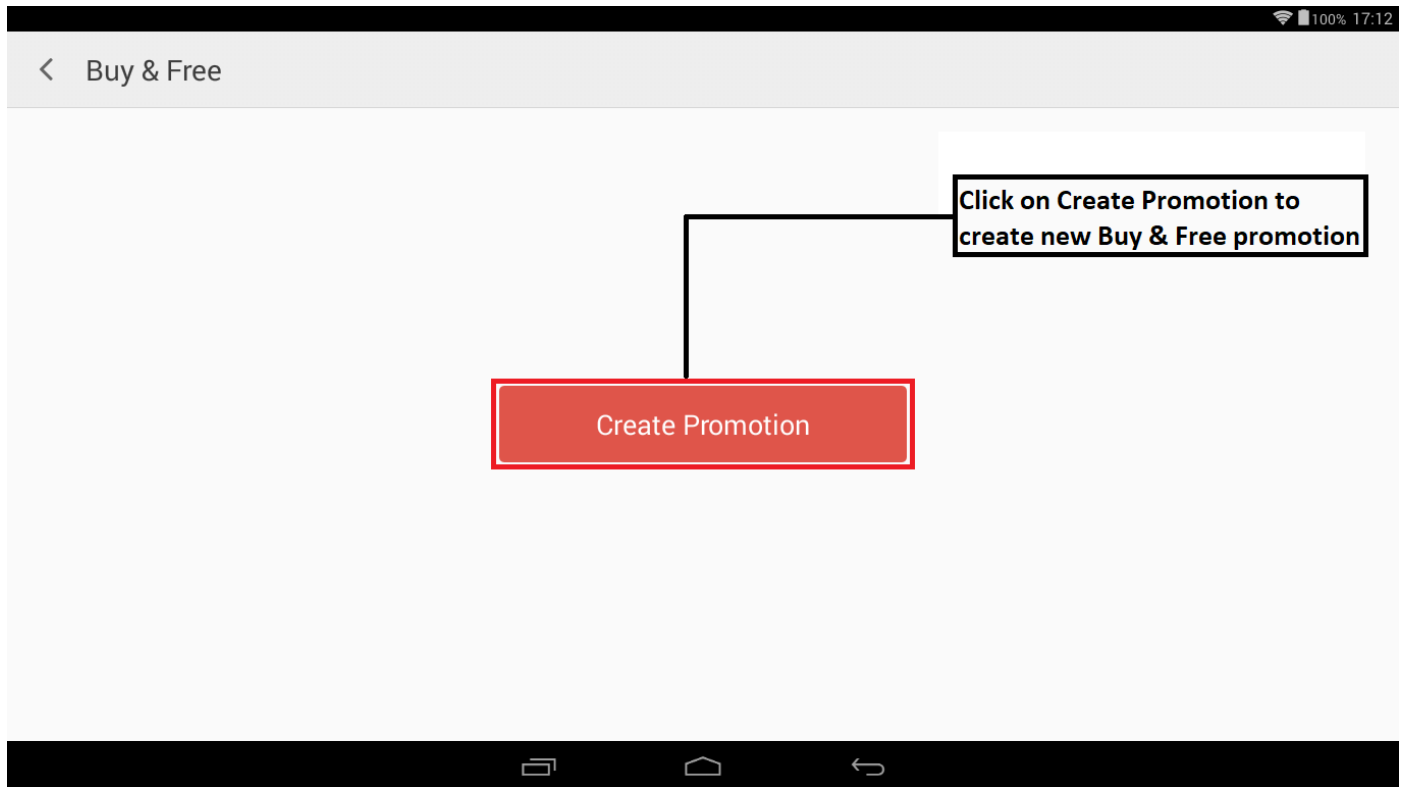 100% 17:12
Buy & Free
Click on Create Promotion to
create new Buy & Free promotion
Create Promotion